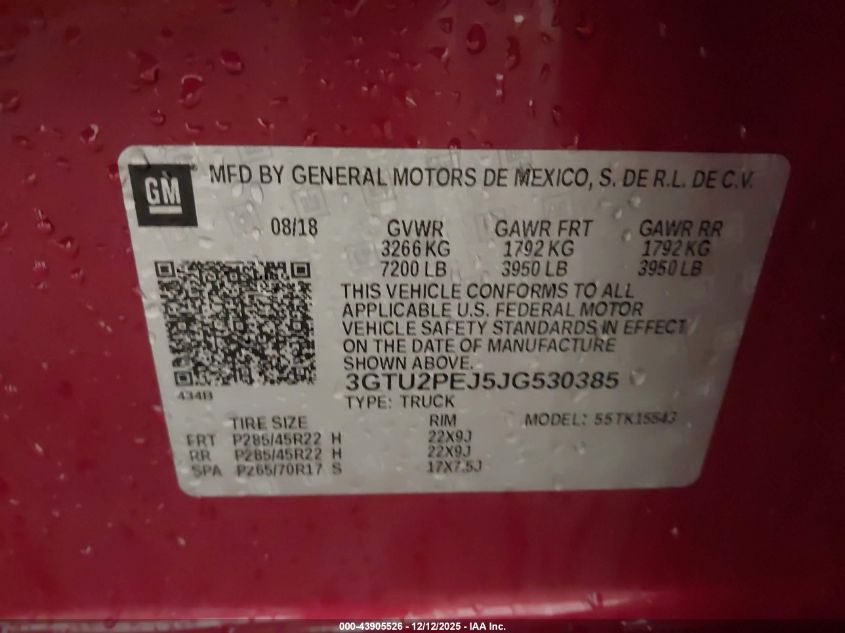 GM
MFD BY GENERAL MOTORS DE MEXICO, S. DE R.L. DE C.V.
08/18 GVWR GAWR FRT GAWR RR
3266 KG 1792 KG 1792 KG
7200 LB 3950 LB 3950 LB
THIS VEHICLE CONFORMS TO ALL
APPLICABLE U.S. FEDERAL MOTOR
VEHICLE SAFETY STANDARDS IN EFFECT
ON THE DATE OF MANUFACTURE
SHOWN ABOVE.
434B
3GTU2PEJ5JG530385
TYPE: TRUCK
TIRE SIZE RIM MODEL: 55TK15543
FRT P285/45R22 H 22X9J
RR P285/45R22 H 22X9J
SPA P265/70R17 S 17X7.5J
000-43905526 - 12/12/2025 - IAA Inc.